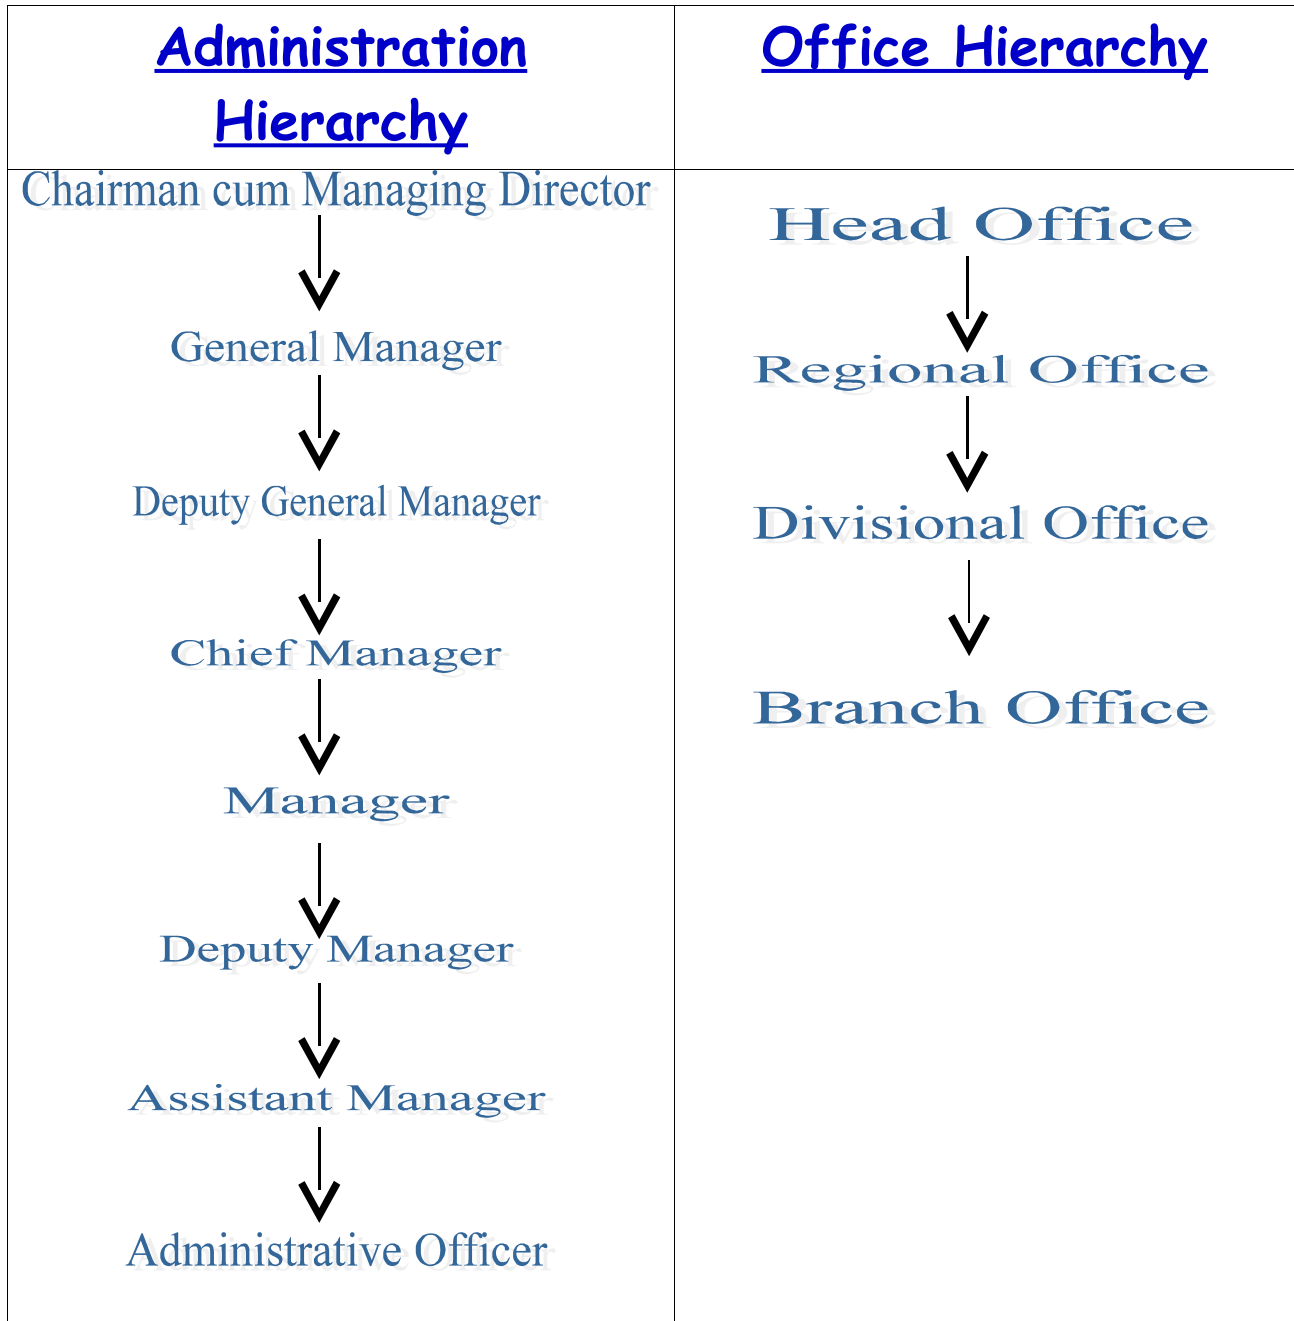 Administration
Hierarchy
Chairman cum Managing Director
General Manager
Deputy General Manager
Chief Manager
Manager
Deputy Manager
Assistant Manager
Administrative Officer
Office Hierarchy
Head Office
Regional Office
Divisional Office
Branch Office